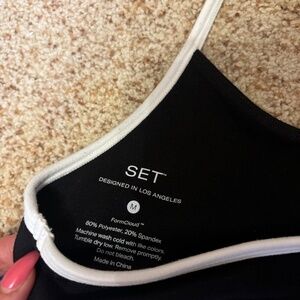 SET™
DESIGNED IN LOS ANGELES
M
FormCloud™
80% Polyester, 20% Spandex
Machine wash cold with like colors.
Tumble dry low. Remove promptly.
Do not bleach.
Made in China